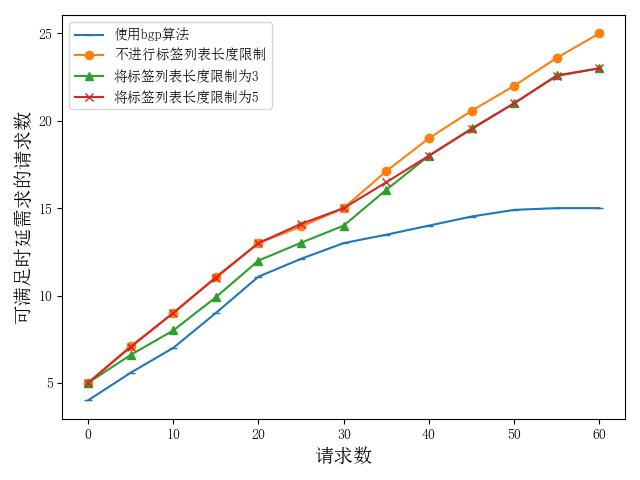 使用bgp算法
不进行标签列表长度限制
将标签列表长度限制为3
将标签列表长度限制为5
可满足时延需求的请求数
25
20
15
10
5
0 10 20 30 40 50 60
请求数